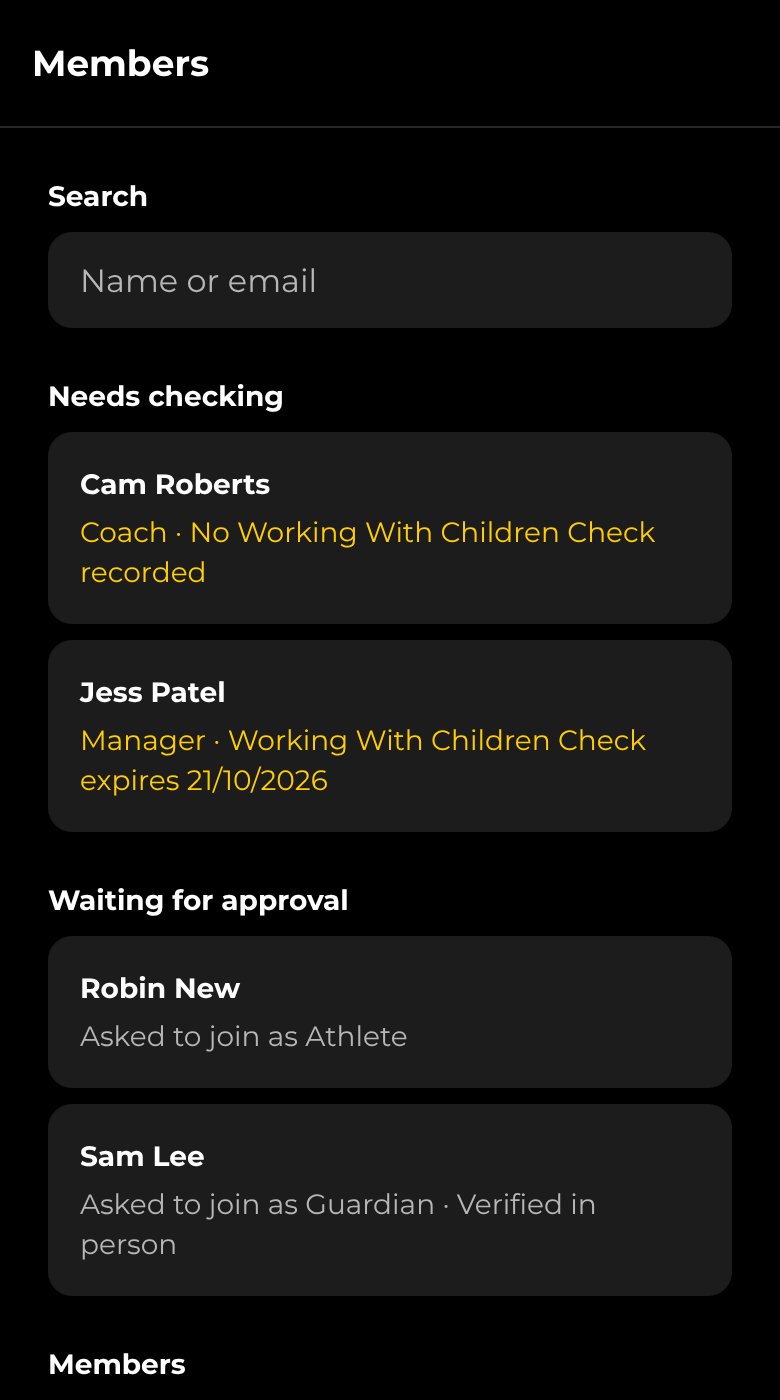 Members
Search
Name or email
Needs checking
Cam Roberts
Coach · No Working With Children Check
recorded
Jess Patel
Manager · Working With Children Check
expires 21/10/2026
Waiting for approval
Robin New
Asked to join as Athlete
Sam Lee
Asked to join as Guardian · Verified in
person
Members